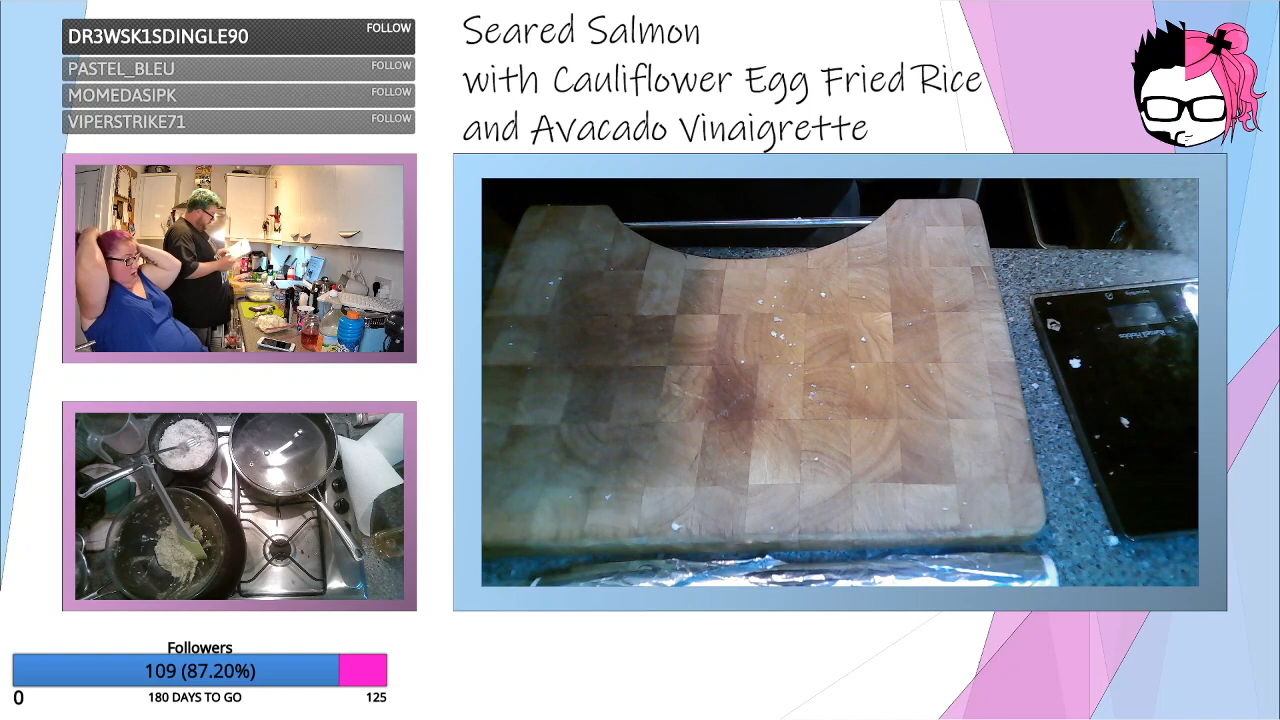 DR3WSK1SDINGLE90 FOLLOW
PASTEL_BLEU FOLLOW
MOMEDASIPK FOLLOW
VIPERSTRIKE71 FOLLOW
Seared Salmon
with Cauliflower Egg Fried Rice
and Avacado Vinaigrette
Followers
109 (87.20%)
0 180 DAYS TO GO 125